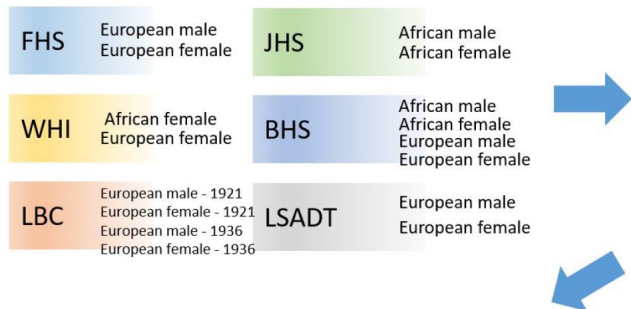 FHS
European male
European female
JHS
African male
African female
WHI
African female
European female
BHS
African male
African female
European male
European female
LBC
European male - 1921
European female - 1921
European male - 1936
European female - 1936
LSADT
European male
European female